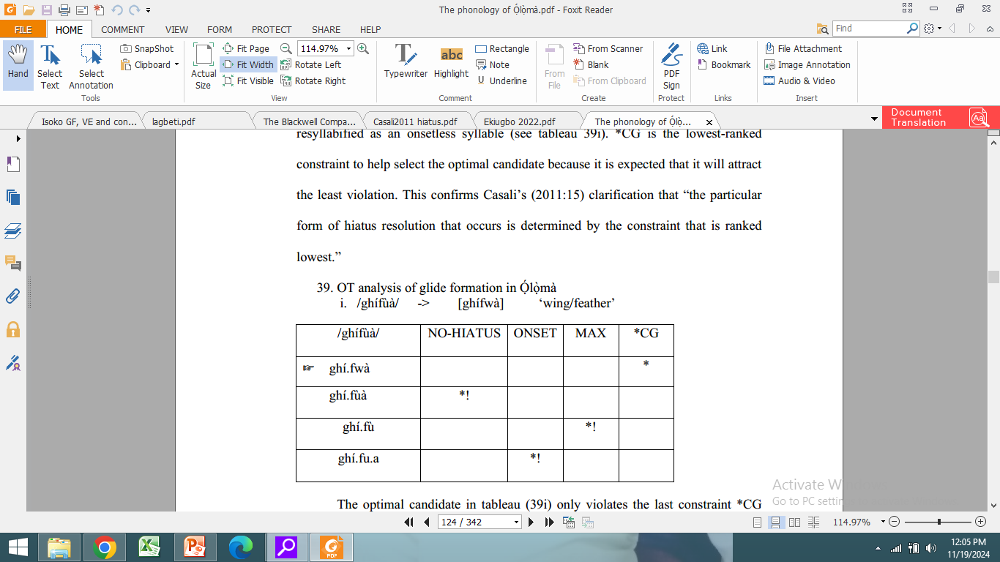 The phonology of Ọ́lọ̀mà.pdf - Foxit Reader
FILE HOME COMMENT VIEW FORM PROTECT SHARE HELP
Find
Hand
Select Text
Select Annotation
SnapShot
Clipboard
Tools
Actual Size
Fit Page
Fit Width
Fit Visible
114.97%
Rotate Left
Rotate Right
View
Typewriter
abc
Highlight
Rectangle
Note
Underline
Comment
From File
From Scanner
Blank
From Clipboard
Create
PDF Sign
Protect
Link
Bookmark
Links
File Attachment
Image Annotation
Audio & Video
Insert
Isoko GF, VE and con...
lagbeti.pdf
The Blackwell Compa...
Casali2011 hiatus.pdf
Ekiugbo 2022.pdf
The phonology of Ọ́lọ̀...
Document Translation
resyllabified as an onsetless syllable (see tableau 39i). *CG is the lowest-ranked
constraint to help select the optimal candidate because it is expected that it will attract
the least violation. This confirms Casali’s (2011:15) clarification that “the particular
form of hiatus resolution that occurs is determined by the constraint that is ranked
lowest.”
39. OT analysis of glide formation in Ọ́lọ̀mà
i. /ghífùà/ -> [ghífwà] ‘wing/feather’
/ghífùà/ NO-HIATUS ONSET MAX *CG
☞ ghí.fwà *
ghí.fùà *!
ghí.fù *!
ghí.fu.a *!
The optimal candidate in tableau (39i) only violates the last constraint *CG
Activate W
Go to PC settin
124 / 342
114.97%
12:05 PM
11/19/2024